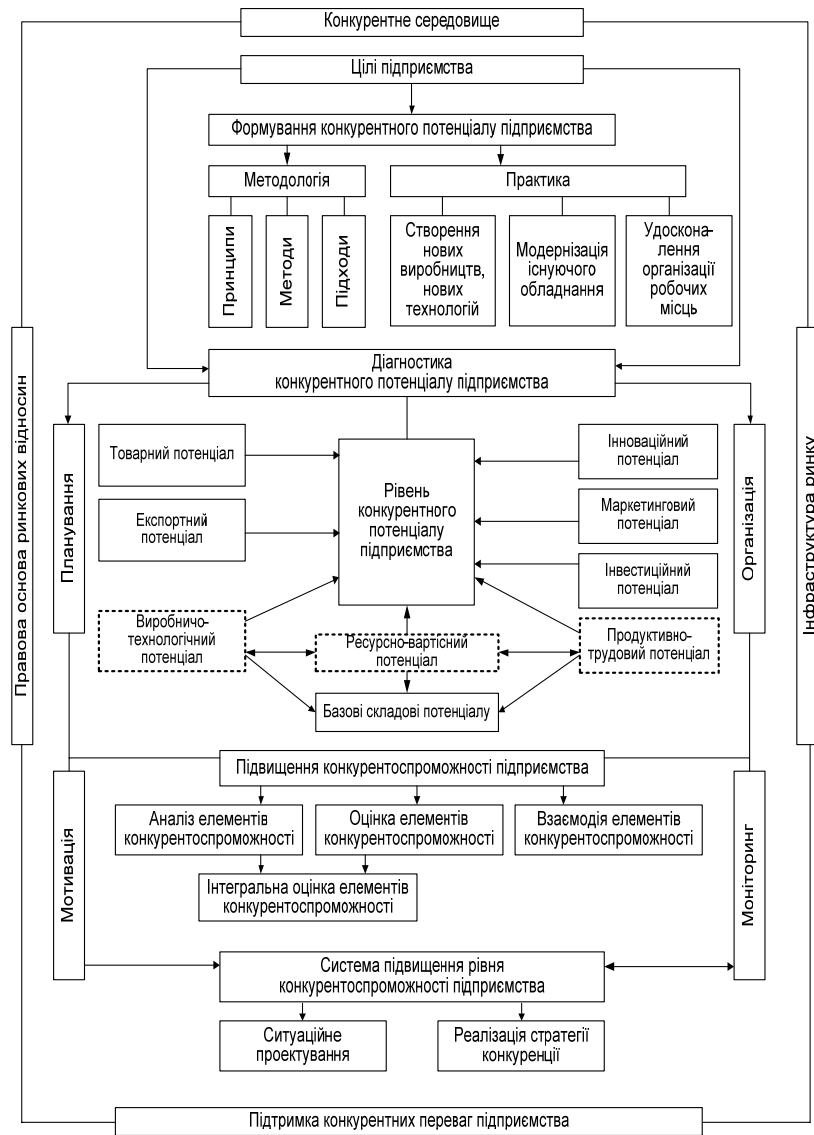 Конкурентне середовище
Цілі підприємства
Формування конкурентного потенціалу підприємства
Методологія
Практика
Принципи
Методи
Підходи
Створення
нових
виробництв,
нових
технологій
Модернізація
існуючого
обладнання
Удоскона-
лення
організації
робочих
місць
Діагностика
конкурентного потенціалу підприємства
Правова основа ринкових відносин
Інфраструктура ринку
Планування
Організація
Товарний потенціал
Експортний
потенціал
Рівень
конкурентного
потенціалу
підприємства
Інноваційний
потенціал
Маркетинговий
потенціал
Інвестиційний
потенціал
Виробничо-
технологічний
потенціал
Ресурсно-вартісний
потенціал
Продуктивно-
трудовий потенціал
Базові складові потенціалу
Підвищення конкурентоспроможності підприємства
Мотивація
Моніторинг
Аналіз елементів
конкурентоспроможності
Оцінка елементів
конкурентоспроможності
Взаємодія елементів
конкурентоспроможності
Інтегральна оцінка елементів
конкурентоспроможності
Система підвищення рівня
конкурентоспроможності підприємства
Ситуаційне
проектування
Реалізація стратегії
конкуренції
Підтримка конкурентних переваг підприємства